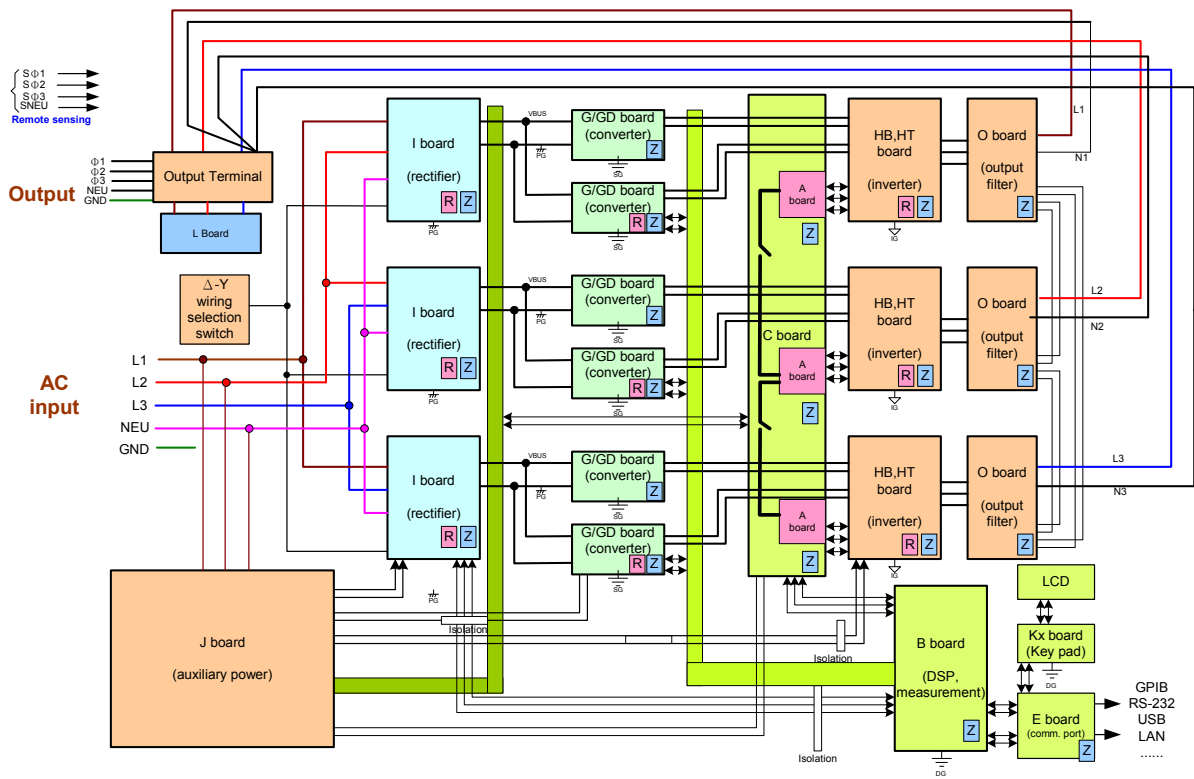 SΦ1
SΦ2
SΦ3
SNEU
Remote sensing
Φ1
Φ2
Φ3
NEU
GND
Output
Output Terminal
L Board
Δ-Y
wiring
selection
switch
AC
input
L1
L2
L3
NEU
GND
I board
(rectifier)
R Z
PG
VBUS
PG
G/GD board
(converter)
Z
SG
G/GD board
(converter)
R Z
SG
A
board
Z
HB,HT
board
(inverter)
R Z
IG
O board
(output
filter)
Z
L1
N1
I board
(rectifier)
R Z
PG
VBUS
PG
G/GD board
(converter)
Z
SG
G/GD board
(converter)
R Z
SG
C board
A
board
Z
HB,HT
board
(inverter)
R Z
IG
O board
(output
filter)
Z
L2
N2
I board
(rectifier)
R Z
PG
VBUS
PG
G/GD board
(converter)
Z
SG
G/GD board
(converter)
R Z
A
board
Z
HB,HT
board
(inverter)
R Z
IG
O board
(output
filter)
Z
L3
N3
J board
(auxiliary power)
Isolation
Isolation
Isolation
B board
(DSP,
measurement)
Z
DG
LCD
Kx board
(Key pad)
DG
E board
(comm. port)
Z
GPIB
RS-232
USB
LAN
......